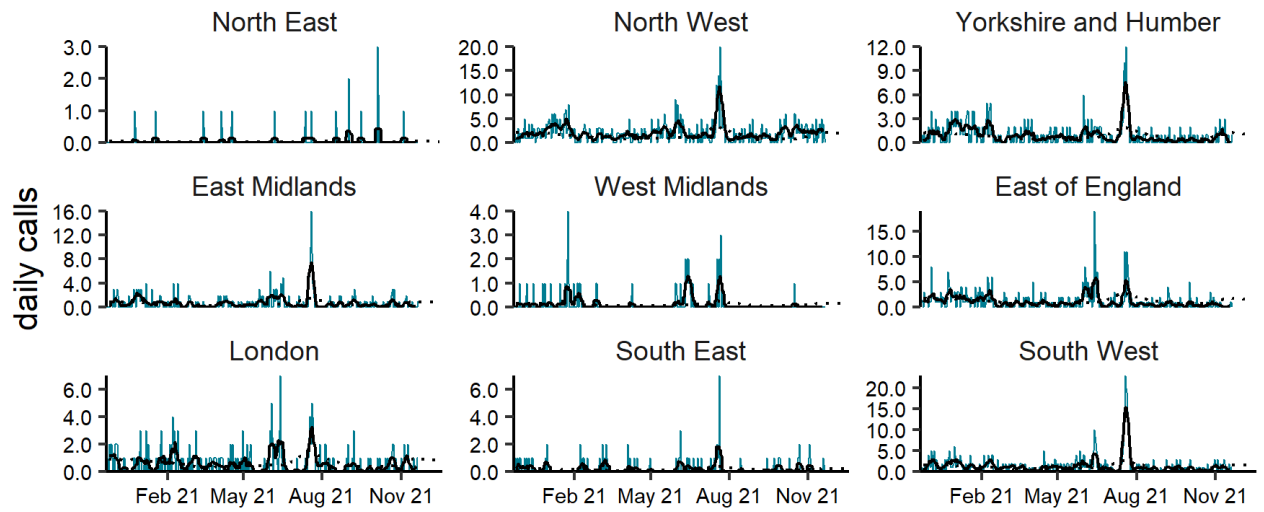 North East North West Yorkshire and Humber
3.0 20.0 12.0
2.0 15.0 9.0
1.0 10.0 6.0
0.0 5.0 3.0
0.0 0.0
daily calls
East Midlands West Midlands East of England
16.0 4.0 15.0
12.0 3.0 10.0
8.0 2.0 5.0
4.0 1.0 0.0
0.0 0.0
London South East South West
6.0 6.0 20.0
4.0 4.0 15.0
2.0 2.0 10.0
0.0 0.0 5.0
0.0
Feb 21 May 21 Aug 21 Nov 21 Feb 21 May 21 Aug 21 Nov 21 Feb 21 May 21 Aug 21 Nov 21